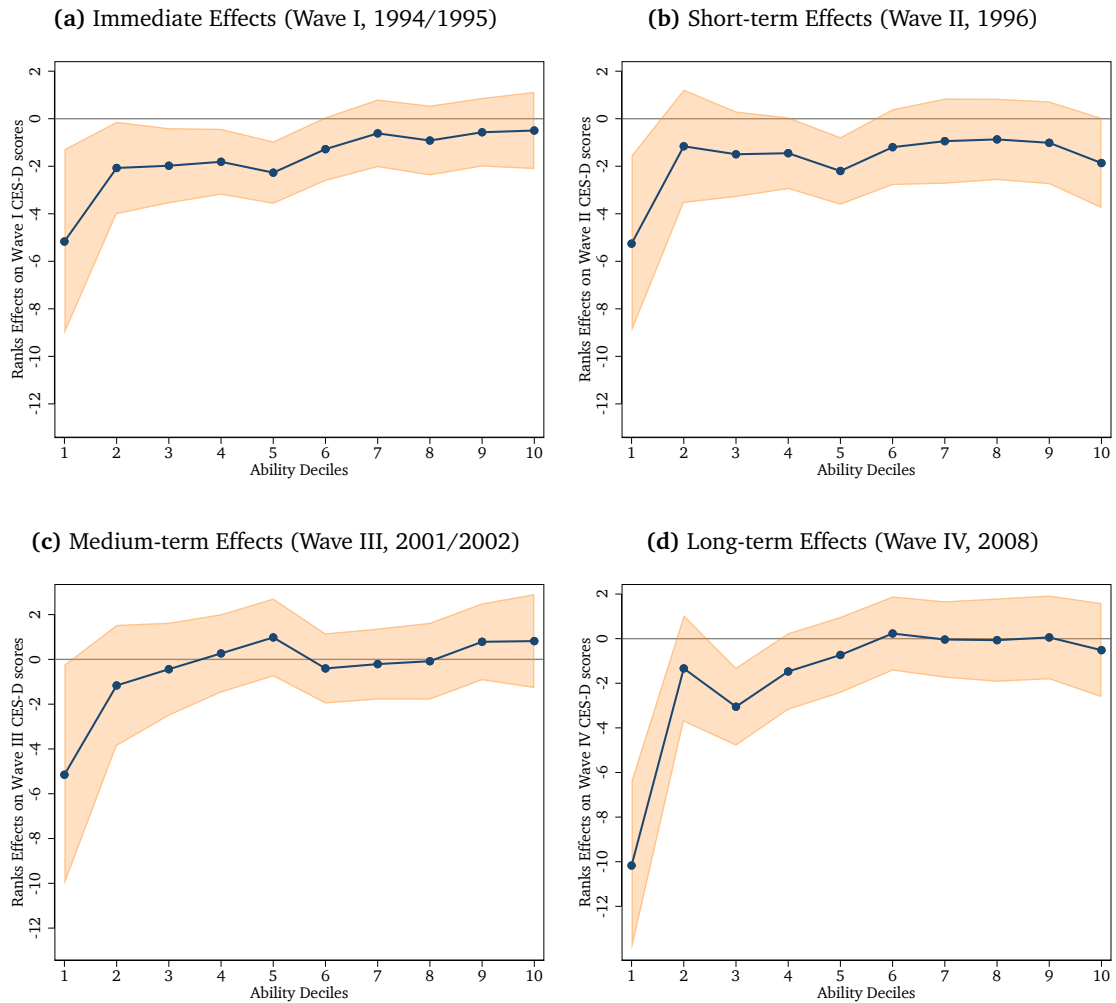 (a) Immediate Effects (Wave I, 1994/1995)
Ranks Effects on Wave I CES-D scores
2
0
-2
-4
-6
-8
-10
-12
1 2 3 4 5 6 7 8 9 10
Ability Deciles
(b) Short-term Effects (Wave II, 1996)
Ranks Effects on Wave II CES-D scores
2
0
-2
-4
-6
-8
-10
-12
1 2 3 4 5 6 7 8 9 10
Ability Deciles
(c) Medium-term Effects (Wave III, 2001/2002)
Ranks Effects on Wave III CES-D scores
2
0
-2
-4
-6
-8
-10
-12
1 2 3 4 5 6 7 8 9 10
Ability Deciles
(d) Long-term Effects (Wave IV, 2008)
Ranks Effects on Wave IV CES-D scores
2
0
-2
-4
-6
-8
-10
-12
1 2 3 4 5 6 7 8 9 10
Ability Deciles